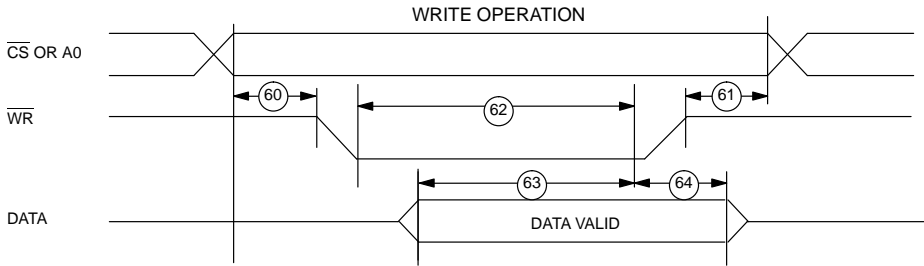 WRITE OPERATION
CS OR A0
60
61
62
WR
63
64
DATA
DATA VALID